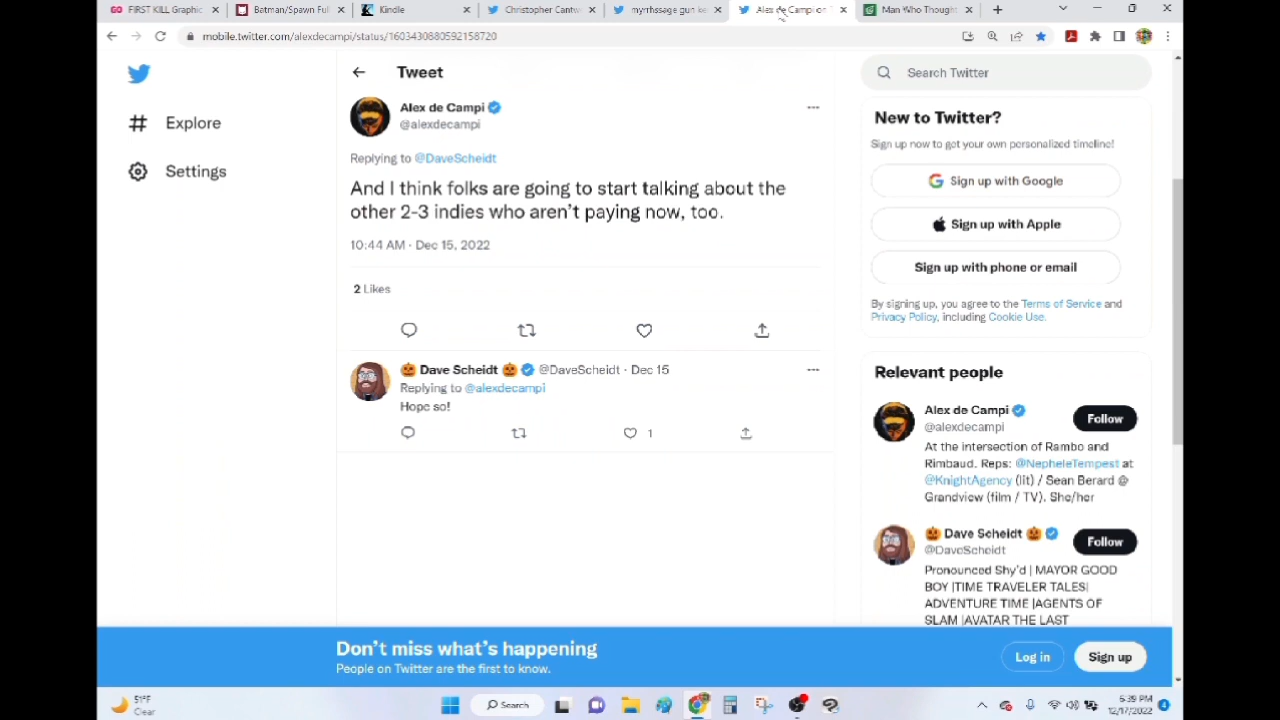 FIRST KILL Graphic
Batman/Spawn Full
Kindle
Christopher Cantw
myrrhssage gun ke
Alex de Campi on
Man Who Thought
mobile.twitter.com/alexdecampi/status/1603430880592158720
Explore
Settings
Tweet
Alex de Campi
@alexdecampi
Replying to @DaveScheidt
And I think folks are going to start talking about the
other 2-3 indies who aren't paying now, too.
10:44 AM · Dec 15, 2022
2 Likes
Dave Scheidt @DaveScheidt · Dec 15
Replying to @alexdecampi
Hope so!
1
Search Twitter
New to Twitter?
Sign up now to get your own personalized timeline!
Sign up with Google
Sign up with Apple
Sign up with phone or email
By signing up, you agree to the Terms of Service and
Privacy Policy, including Cookie Use.
Relevant people
Alex de Campi
@alexdecampi
Follow
At the intersection of Rambo and
Rimbaud. Reps: @NepheleTempest at
@KnightAgency (lit) / Sean Berard @
Grandview (film / TV). She/her
Dave Scheidt
@DaveScheidt
Follow
Pronounced Shy'd | MAYOR GOOD
BOY |TIME TRAVELER TALES|
ADVENTURE TIME |AGENTS OF
SLAM |AVATAR THE LAST
Don't miss what's happening
People on Twitter are the first to know.
Log in
Sign up
51°F
Clear
Search
5:39 PM
12/17/2022
4